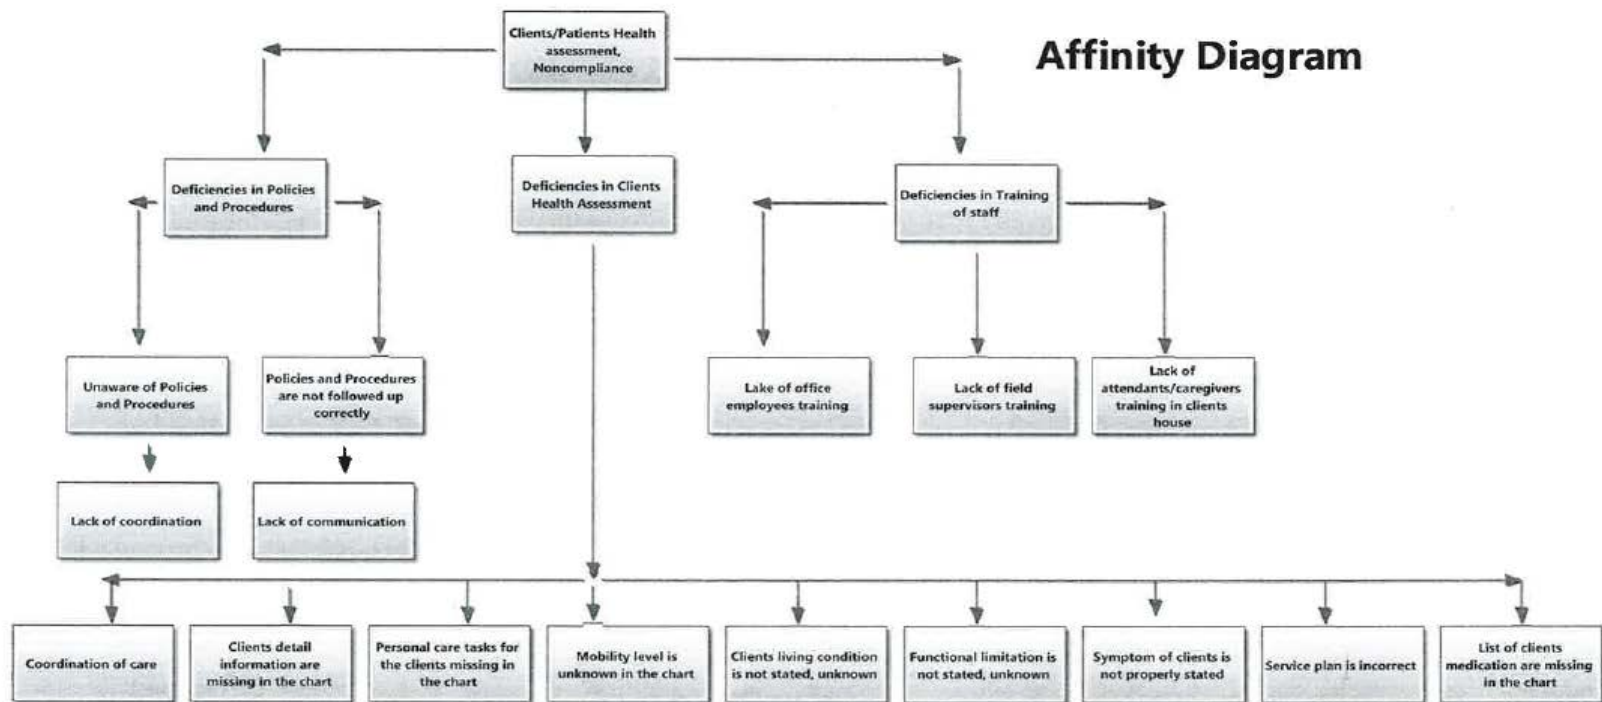 Clients/Patients Health
assessment,
Noncompliance
Affinity Diagram
Deficiencies in Policies
and Procedures
Deficiencies in Clients
Health Assessment
Deficiencies in Training
of staff
Unaware of Policies
and Procedures
Policies and Procedures
are not followed up
correctly
Lake of office
employees training
Lack of field
supervisors training
Lack of
attendants/caregivers
training in clients
house
Lack of coordination
Lack of communication
Coordination of care
Clients detail
information are
missing in the chart
Personal care tasks for
the clients missing in
the chart
Mobility level is
unknown in the chart
Clients living condition
is not stated, unknown
Functional limitation is
not stated, unknown
Symptom of clients is
not properly stated
Service plan is incorrect
List of clients
medication are missing
in the chart